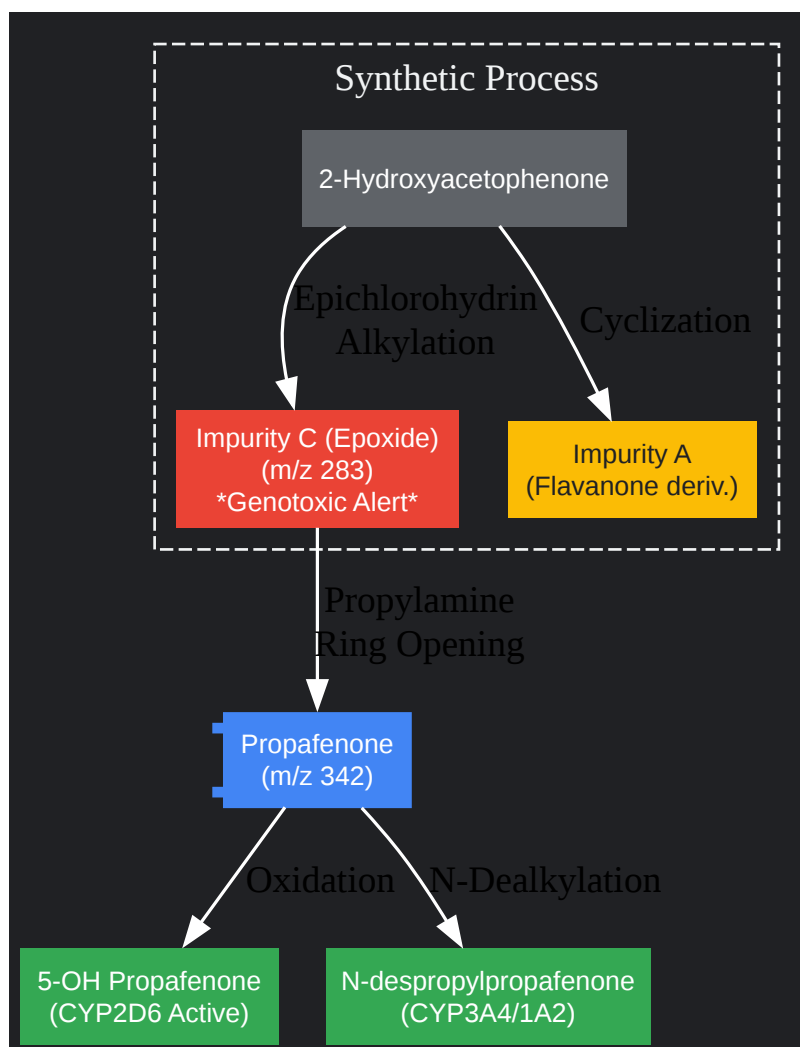 Synthetic Process
2-Hydroxyacetophenone
Epichlorohydrin
Alkylation
Cyclization
Impurity C (Epoxide)
(m/z 283)
*Genotoxic Alert*
Impurity A
(Flavanone deriv.)
Propylamine
Ring Opening
Propafenone
(m/z 342)
Oxidation
N-Dealkylation
5-OH Propafenone
(CYP2D6 Active)
N-despropylpropafenone
(CYP3A4/1A2)